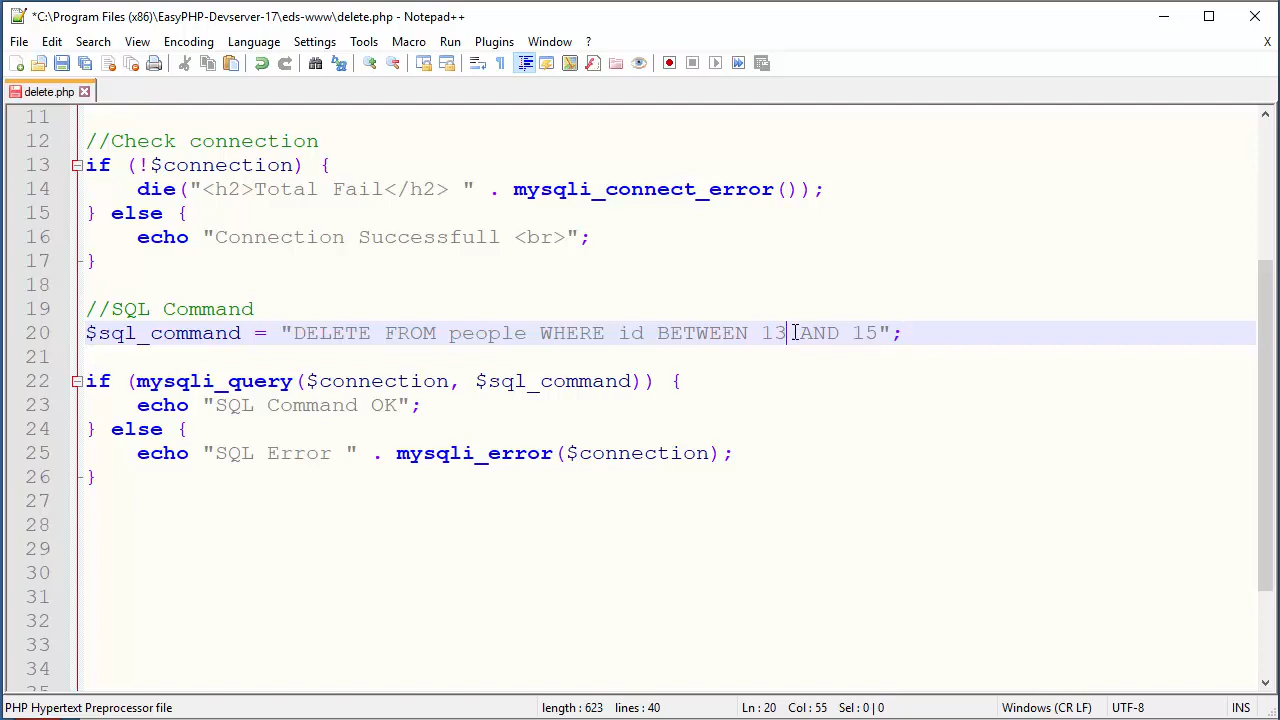 *C:\Program Files (x86)\EasyPHP-Devserver-17\eds-www\delete.php - Notepad++
File Edit Search View Encoding Language Settings Tools Macro Run Plugins Window ? X
delete.php
11
12 //Check connection
13 if (!$connection) {
14 die("<h2>Total Fail</h2> " . mysqli_connect_error());
15 } else {
16 echo "Connection Successfull <br>";
17 }
18
19 //SQL Command
20 $sql_command = "DELETE FROM people WHERE id BETWEEN 13 AND 15";
21
22 if (mysqli_query($connection, $sql_command)) {
23 echo "SQL Command OK";
24 } else {
25 echo "SQL Error " . mysqli_error($connection);
26 }
27
28
29
30
31
32
33
34
PHP Hypertext Preprocessor file length : 623 lines : 40 Ln : 20 Col : 55 Sel : 0 | 0 Windows (CR LF) UTF-8 INS